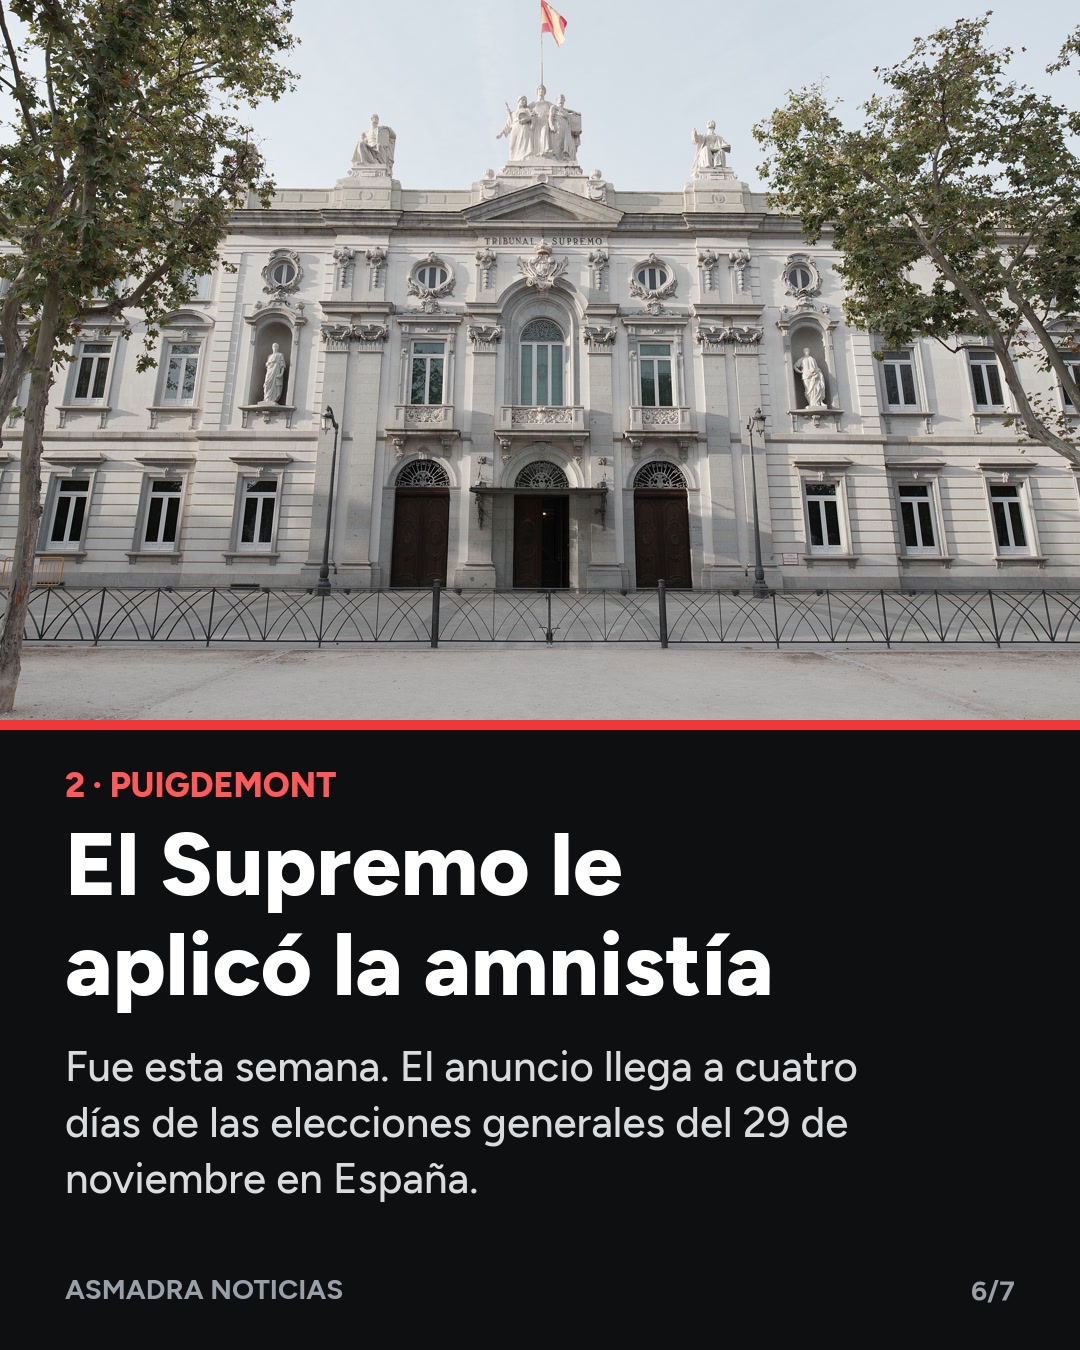 TRIBUNAL SUPREMO
2 · PUIGDEMONT
El Supremo le
aplicó la amnistía
Fue esta semana. El anuncio llega a cuatro
días de las elecciones generales del 29 de
noviembre en España.
ASMADRA NOTICIAS
6/7